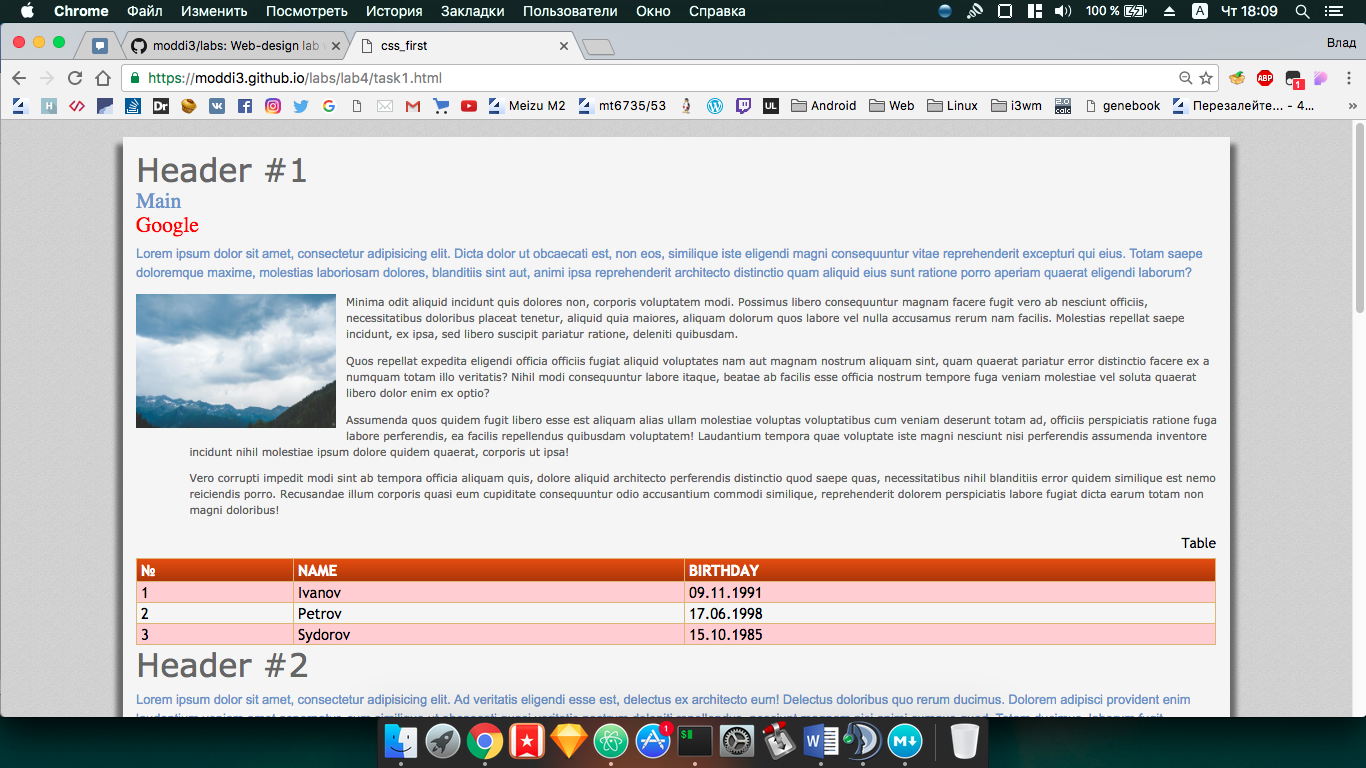 Chrome Файл Изменить Посмотреть История Закладки Пользователи Окно Справка 100 % A Чт 18:09
moddi3/labs: Web-design lab css_first Влад
https://moddi3.github.io/labs/lab4/task1.html ABP 1
H Dr G Meizu M2 mt6735/53 UL Android Web Linux i3wm 2.0 calc genebook Перезалейте... - 4... »
Header #1
Main
Google
Lorem ipsum dolor sit amet, consectetur adipisicing elit. Dicta dolor ut obcaecati est, non eos, similique iste eligendi magni consequuntur vitae reprehenderit excepturi qui eius. Totam saepe
doloremque maxime, molestias laboriosam dolores, blanditiis sint aut, animi ipsa reprehenderit architecto distinctio quam aliquid eius sunt ratione porro aperiam quaerat eligendi laborum?
Minima odit aliquid incidunt quis dolores non, corporis voluptatem modi. Possimus libero consequuntur magnam facere fugit vero ab nesciunt officiis,
necessitatibus doloribus placeat tenetur, aliquid quia maiores, aliquam dolorum quos labore vel nulla accusamus rerum nam facilis. Molestias repellat saepe
incidunt, ex ipsa, sed libero suscipit pariatur ratione, deleniti quibusdam.
Quos repellat expedita eligendi officia officiis fugiat aliquid voluptates nam aut magnam nostrum aliquam sint, quam quaerat pariatur error distinctio facere ex a
numquam totam illo veritatis? Nihil modi consequuntur labore itaque, beatae ab facilis esse officia nostrum tempore fuga veniam molestiae vel soluta quaerat
libero dolor enim ex optio?
Assumenda quos quidem fugit libero esse est aliquam alias ullam molestiae voluptas voluptatibus cum veniam deserunt totam ad, officiis perspiciatis ratione fuga
labore perferendis, ea facilis repellendus quibusdam voluptatem! Laudantium tempora quae voluptate iste magni nesciunt nisi perferendis assumenda inventore
incidunt nihil molestiae ipsum dolore quidem quaerat, corporis ut ipsa!
Vero corrupti impedit modi sint ab tempora officia aliquam quis, dolore aliquid architecto perferendis distinctio quod saepe quas, necessitatibus nihil blanditiis error quidem similique est nemo
reiciendis porro. Recusandae illum corporis quasi eum cupiditate consequuntur odio accusantium commodi similique, reprehenderit dolorem perspiciatis labore fugiat dicta earum totam non
magni doloribus!
Table
№ NAME BIRTHDAY
1 Ivanov 09.11.1991
2 Petrov 17.06.1998
3 Sydorov 15.10.1985
Header #2
Lorem ipsum dolor sit amet, consectetur adipisicing elit. Ad veritatis eligendi esse est, delectus ex architecto eum! Delectus doloribus quo rerum ducimus. Dolorem adipisci provident enim
1 $ W M